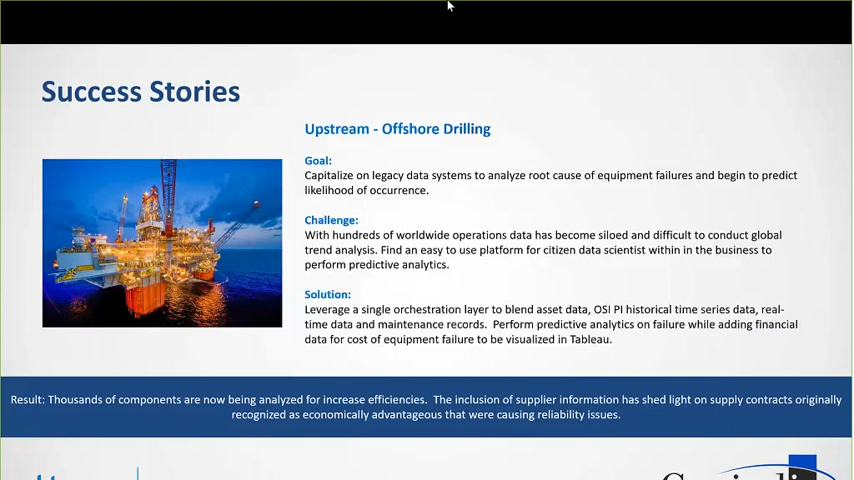 Success Stories
Upstream - Offshore Drilling
Goal:
Capitalize on legacy data systems to analyze root cause of equipment failures and begin to predict
likelihood of occurrence.
Challenge:
With hundreds of worldwide operations data has become siloed and difficult to conduct global
trend analysis. Find an easy to use platform for citizen data scientist within in the business to
perform predictive analytics.
Solution:
Leverage a single orchestration layer to blend asset data, OSI PI historical time series data, real-
time data and maintenance records.  Perform predictive analytics on failure while adding financial
data for cost of equipment failure to be visualized in Tableau.
Result: Thousands of components are now being analyzed for increase efficiencies.  The inclusion of supplier information has shed light on supply contracts originally
recognized as economically advantageous that were causing reliability issues.